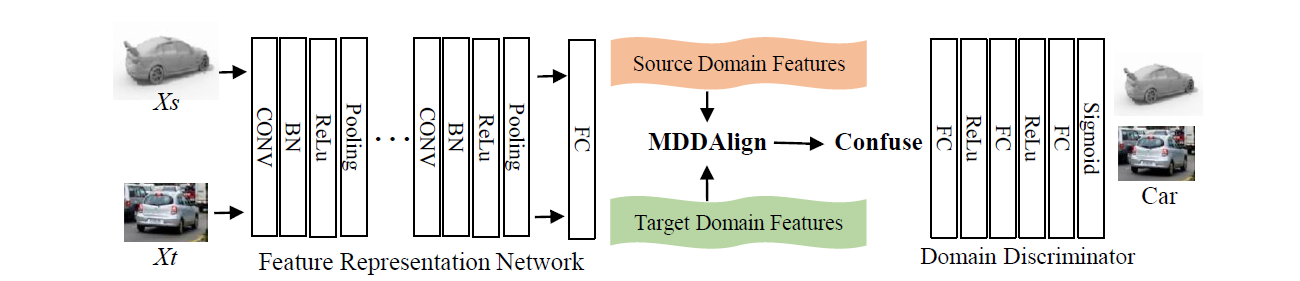 Xs
CONV
BN
ReLu
Pooling
...
CONV
BN
ReLu
Pooling
FC
Source Domain Features
MDDAlign
Confuse
Target Domain Features
FC
ReLu
FC
ReLu
FC
Sigmoid
Car
Xt
Feature Representation Network
Domain Discriminator